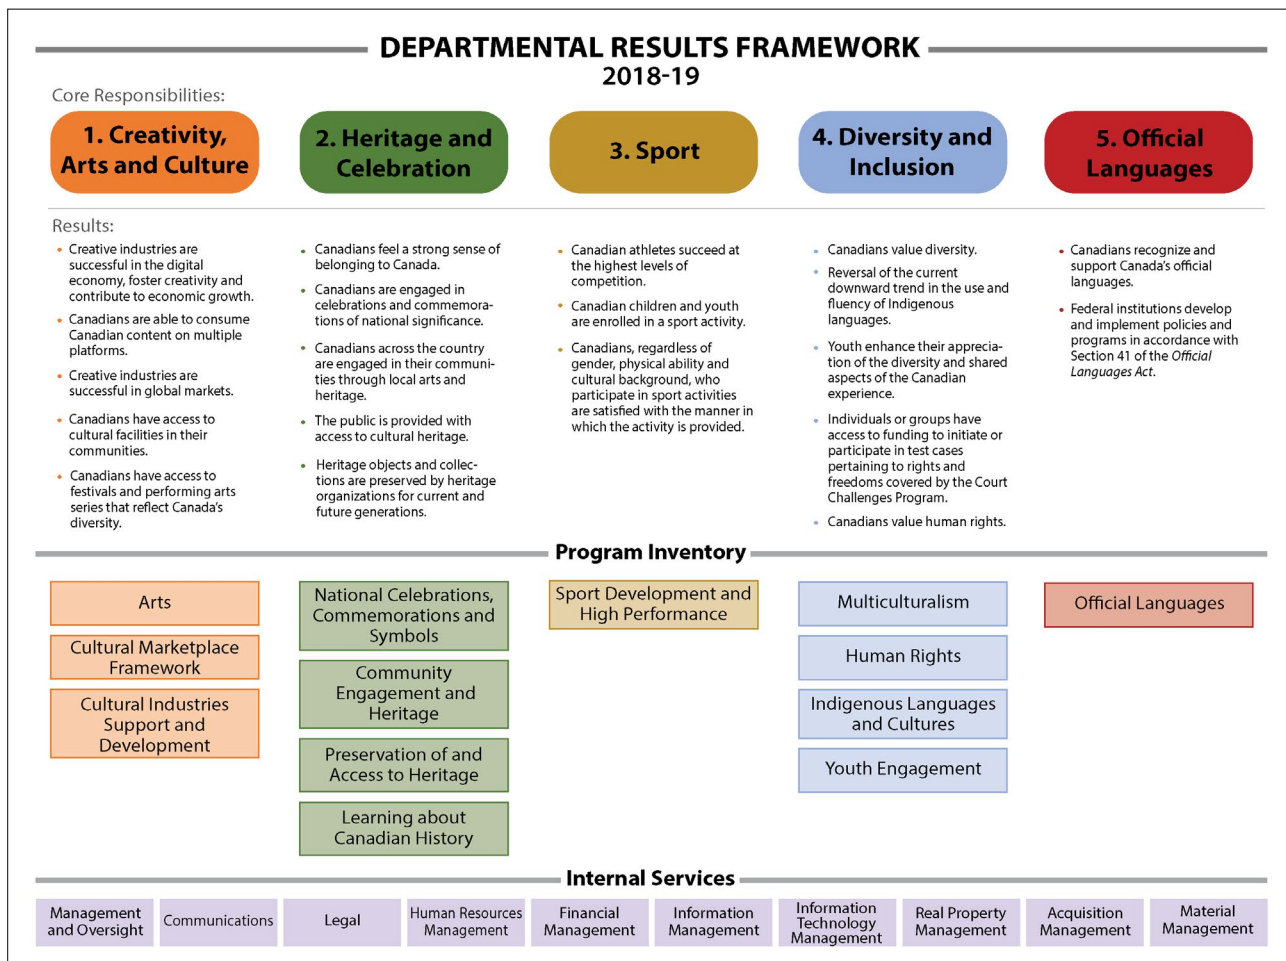 DEPARTMENTAL RESULTS FRAMEWORK
2018-19
Core Responsibilities:
1. Creativity,
Arts and Culture
2. Heritage and
Celebration
3. Sport
4. Diversity and
Inclusion
5. Official
Languages
Results:
• Creative industries are
successful in the digital
economy, foster creativity and
contribute to economic growth.
• Canadians are able to consume
Canadian content on multiple
platforms.
• Creative industries are
successful in global markets.
• Canadians have access to
cultural facilities in their
communities.
• Canadians have access to
festivals and performing arts
series that reflect Canada's
diversity.
• Canadians feel a strong sense of
belonging to Canada.
• Canadians are engaged in
celebrations and commemora-
tions of national significance.
• Canadians across the country
are engaged in their communi-
ties through local arts and
heritage.
• The public is provided with
access to cultural heritage.
• Heritage objects and collec-
tions are preserved by heritage
organizations for current and
future generations.
• Canadian athletes succeed at
the highest levels of
competition.
• Canadian children and youth
are enrolled in a sport activity.
• Canadians, regardless of
gender, physical ability and
cultural background, who
participate in sport activities
are satisfied with the manner in
which the activity is provided.
• Canadians value diversity.
• Reversal of the current
downward trend in the use and
fluency of Indigenous
languages.
• Youth enhance their apprecia-
tion of the diversity and shared
aspects of the Canadian
experience.
• Individuals or groups have
access to funding to initiate or
participate in test cases
pertaining to rights and
freedoms covered by the Court
Challenges Program.
• Canadians value human rights.
• Canadians recognize and
support Canada's official
languages.
• Federal institutions develop
and implement policies and
programs in accordance with
Section 41 of the Official
Languages Act.
Program Inventory
Arts
Cultural Marketplace
Framework
Cultural Industries
Support and
Development
National Celebrations,
Commemorations and
Symbols
Community
Engagement and
Heritage
Preservation of and
Access to Heritage
Learning about
Canadian History
Sport Development and
High Performance
Multiculturalism
Human Rights
Indigenous Languages
and Cultures
Youth Engagement
Official Languages
Internal Services
Management
and Oversight
Communications
Legal
Human Resources
Management
Financial
Management
Information
Management
Information
Technology
Management
Real Property
Management
Acquisition
Management
Material
Management